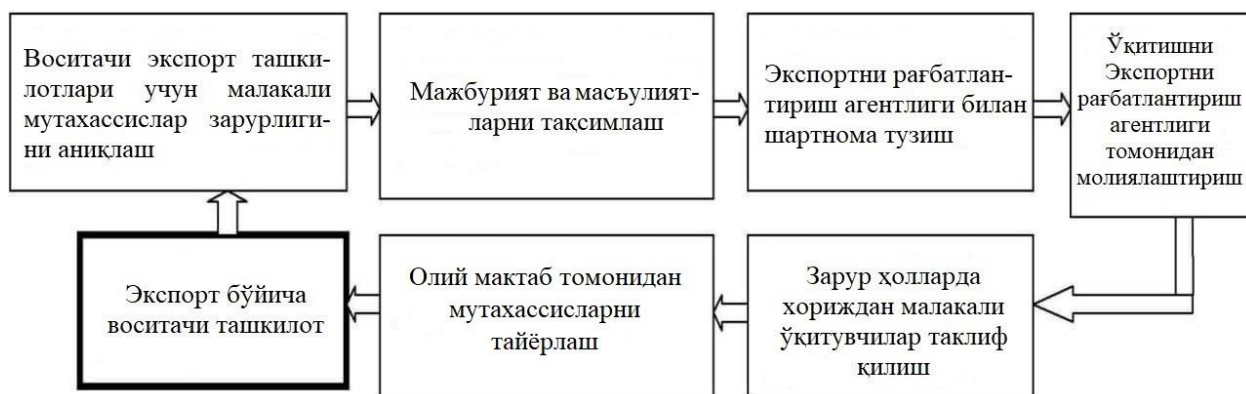 Воситачи экспорт ташки-
лотлари учун малакали
мутахассислар зарурлиги-
ни аниқлаш
Мажбурият ва масъулият-
ларни тақсимлаш
Экспортни рағбатлан-
тириш агентлиги билан
шартнома тузиш
Ўқитишни
Экспортни
рағбатлантириш
агентлиги
томонидан
молиялаштириш
Экспорт бўйича
воситачи ташкилот
Олий мактаб томонидан
мутахассисларни
тайёрлаш
Зарур ҳолларда
хориждан малакали
ўқитувчилар таклиф
қилиш